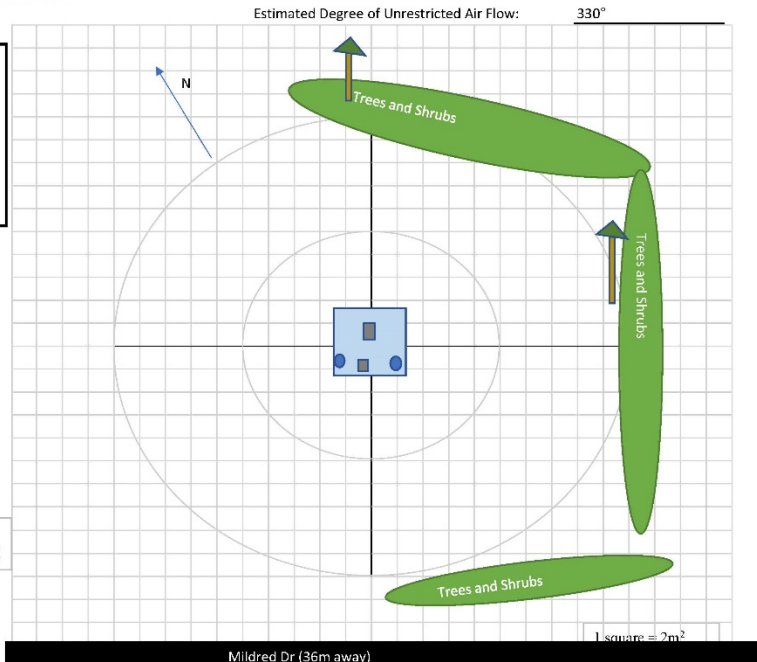 Estimated Degree of Unrestricted Air Flow: 330°
N
Trees and Shrubs
Trees and Shrubs
Trees and Shrubs
1 square = 2m²
Mildred Dr (36m away)